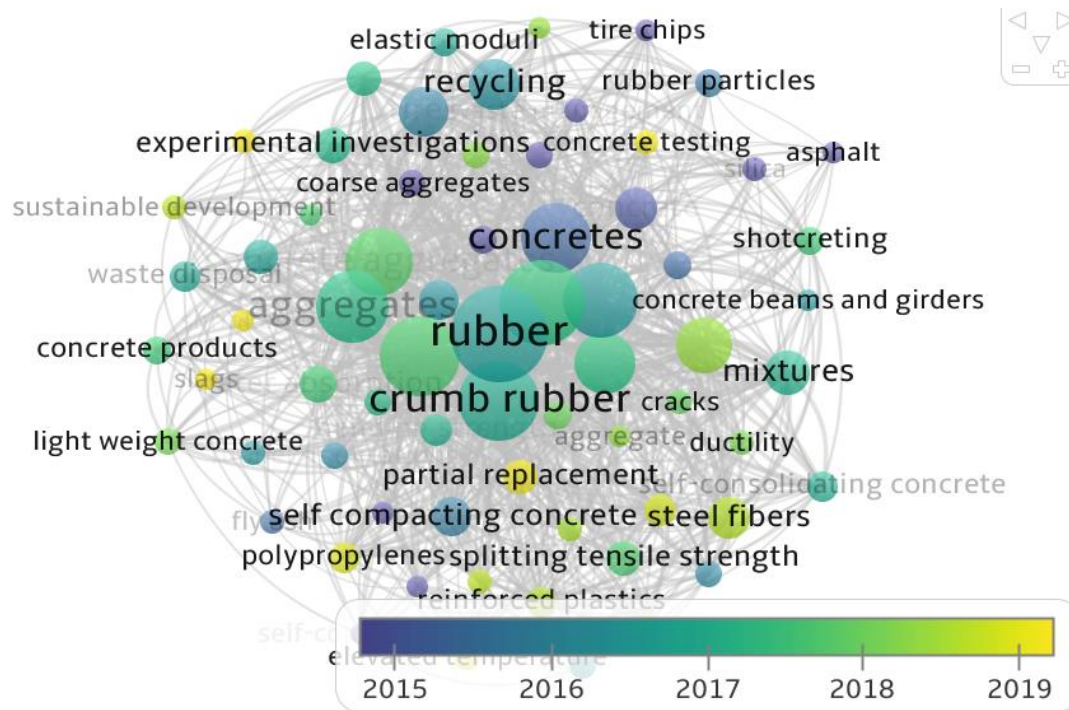 elastic moduli
tire chips
recycling
rubber particles
experimental investigations
concrete testing
asphalt
silica
coarse aggregates
sustainable development
concretes
shotcreting
waste disposal
aggregates
concrete beams and girders
rubber
concrete products
slags
mixtures
crumb rubber
cracks
light weight concrete
aggregate
ductility
partial replacement
self-consolidating concrete
self compacting concrete
steel fibers
polypropylenes
splitting tensile strength
reinforced plastics
elevated temperature
2015
2016
2017
2018
2019